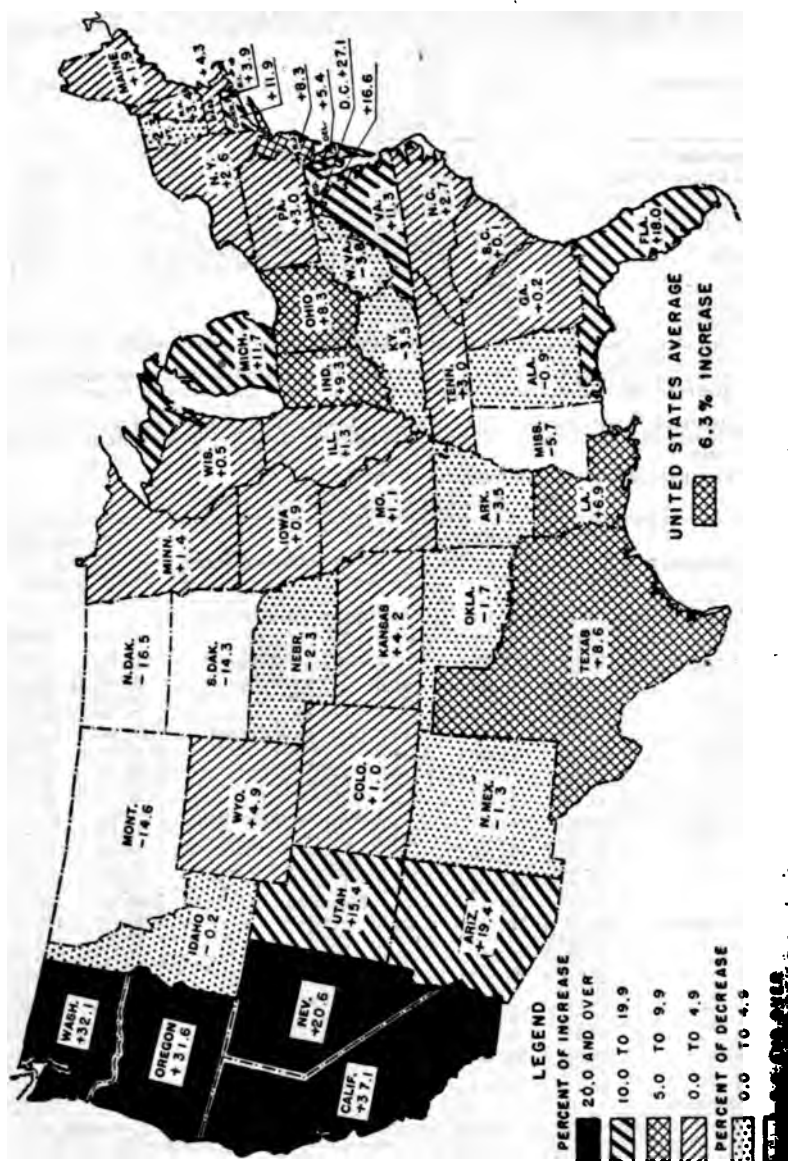 WASH.
+32.1
OREGON
+31.6
CALIF.
+37.1
NEV.
+20.6
IDAHO
-0.2
MONT.
-14.6
WYO.
+4.9
UTAH
+15.4
ARIZ.
+19.4
COLO.
+1.0
N.MEX.
-1.3
N.DAK.
-16.5
S.DAK.
-14.3
NEBR.
-2.3
KANSAS
+4.2
OKLA.
-1.7
TEXAS
+8.6
MINN.
+1.4
IOWA
+0.9
MO.
+1.1
ARK.
-3.5
LA.
+6.9
WIS.
+0.5
ILL.
+1.3
MISS.
-5.7
MICH.
+11.7
IND.
+9.3
OHIO
+8.3
KY.
-3.5
TENN.
+3.0
ALA.
-0.9
GA.
+0.2
FLA.
+18.0
S.C.
+0.1
N.C.
+2.7
VA.
+11.3
W.VA.
PA.
+3.0
N.Y.
+2.6
MAINE
+1.9
+4.3
+3.9
+11.9
+8.3
+5.4
D.C.+27.1
+16.6
LEGEND
PERCENT OF INCREASE
20.0 AND OVER
10.0 TO 19.9
5.0 TO 9.9
0.0 TO 4.9
PERCENT OF DECREASE
0.0 TO 4.9
UNITED STATES AVERAGE
6.3% INCREASE